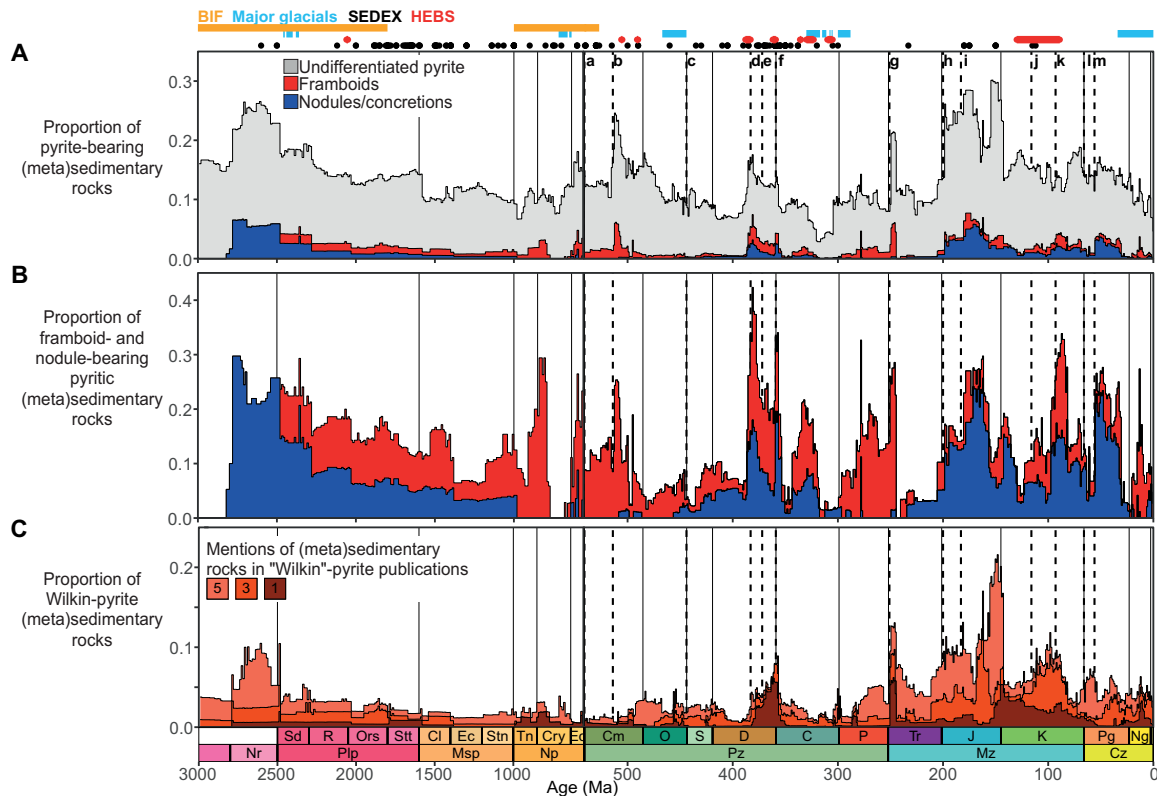 BIF Major glacials SEDEX HEBS
A
a b c d e f g h i j k l m
0.3
0.2
0.1
0.0
Undifferentiated pyrite
Framboids
Nodules/concretions
Proportion of
pyrite-bearing
(meta)sedimentary
rocks
B
0.4
0.3
0.2
0.1
0.0
Proportion of
framboid- and
nodule-bearing
pyritic
(meta)sedimentary
rocks
C
0.2
0.1
0.0
Mentions of (meta)sedimentary
rocks in "Wilkin"-pyrite publications
5 3 1
Proportion of
Wilkin-pyrite
(meta)sedimentary
rocks
Sd R Ors Stt Cl Ec Stn Tn Cry Ed Cm O S D C P Tr J K Pg Ng
Nr Plp Msp Np Pz Mz Cz
3000 2000 1000 500 400 300 200 100 0
Age (Ma)